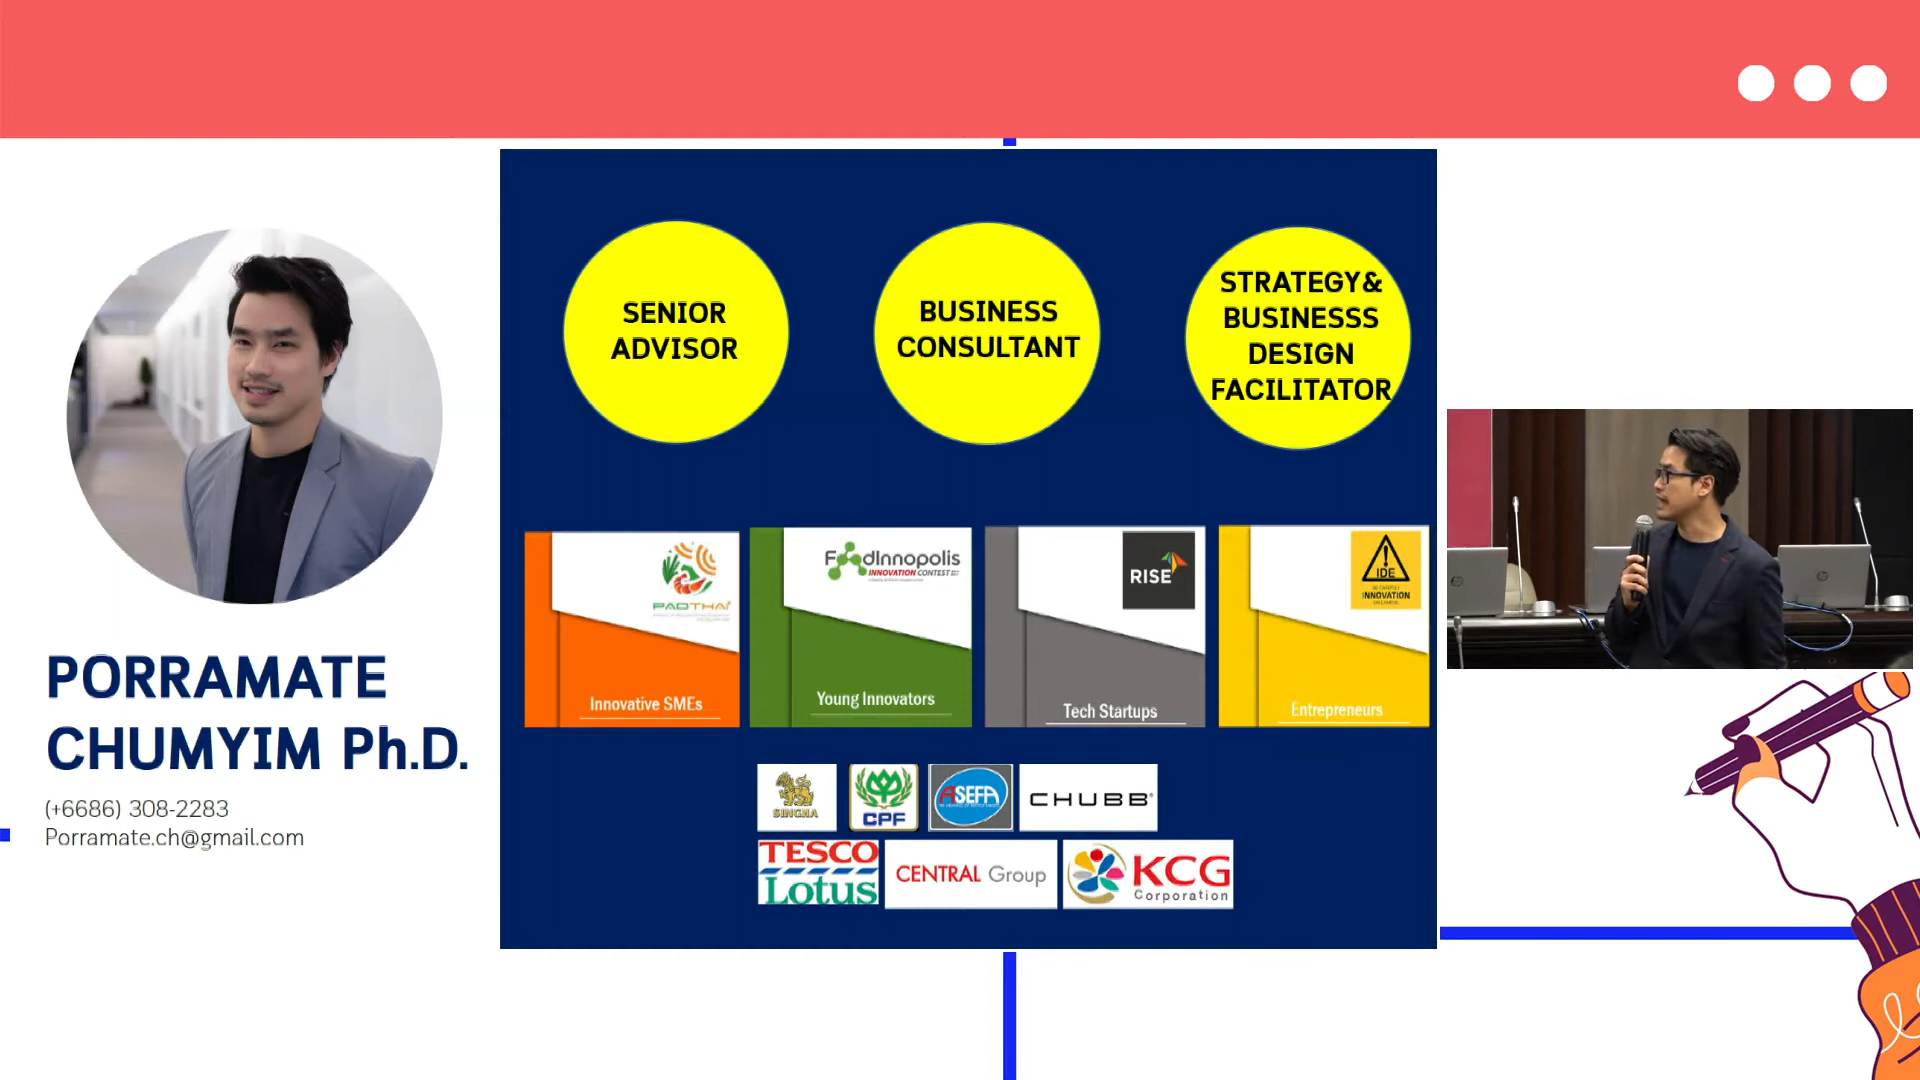 SENIOR
ADVISOR
BUSINESS
CONSULTANT
STRATEGY&
BUSINESSS
DESIGN
FACILITATOR
PADTHAI
Innovative SMEs
FoodInnopolis
INNOVATION CONTEST
Young Innovators
RISE
Tech Startups
IDE
INNOVATION
Entrepreneurs
PORRAMATE
CHUMYIM Ph.D.
(+6686) 308-2283
Porramate.ch@gmail.com
SINGHA
CPF
ASEFA
CHUBB
TESCO
Lotus
CENTRAL Group
KCG
Corporation